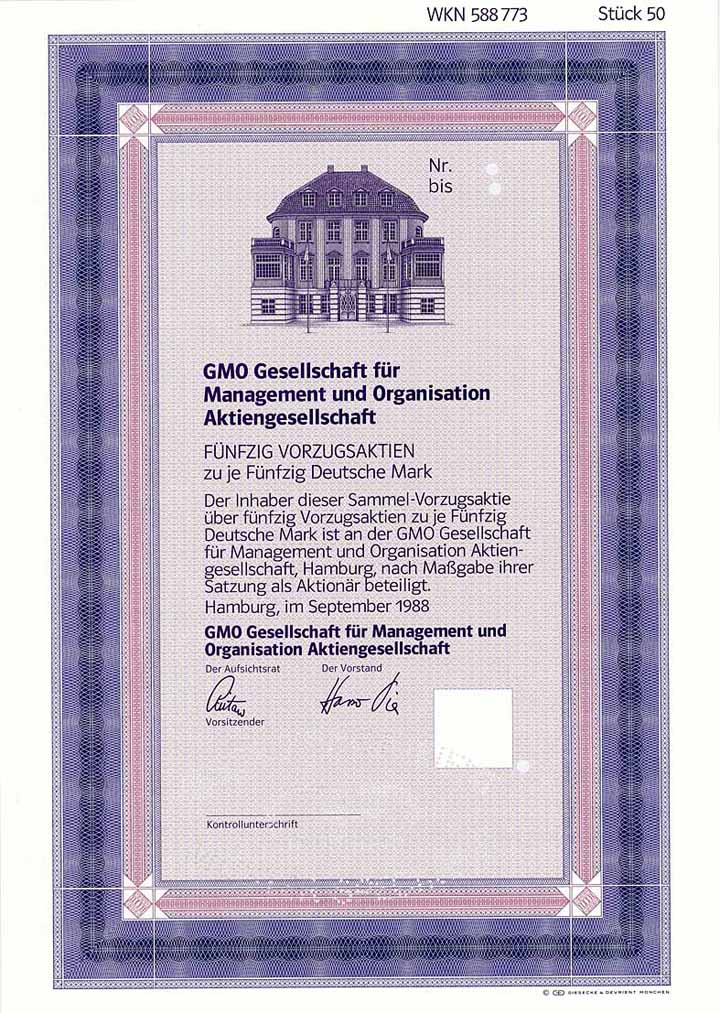 WKN 588 773
Stück 50
Nr.
bis
GMO Gesellschaft für
Management und Organisation
Aktiengesellschaft
FÜNFZIG VORZUGSAKTIEN
zu je Fünfzig Deutsche Mark
Der Inhaber dieser Sammel-Vorzugsaktie
über fünfzig Vorzugsaktien zu je Fünfzig
Deutsche Mark ist an der GMO Gesellschaft
für Management und Organisation Aktien-
gesellschaft, Hamburg, nach Maßgabe ihrer
Satzung als Aktionär beteiligt.
Hamburg, im September 1988
GMO Gesellschaft für Management und
Organisation Aktiengesellschaft
Der Aufsichtsrat Der Vorstand
Vorsitzender
Kontrollunterschrift
© GD GIESECKE & DEVRIENT MÜNCHEN